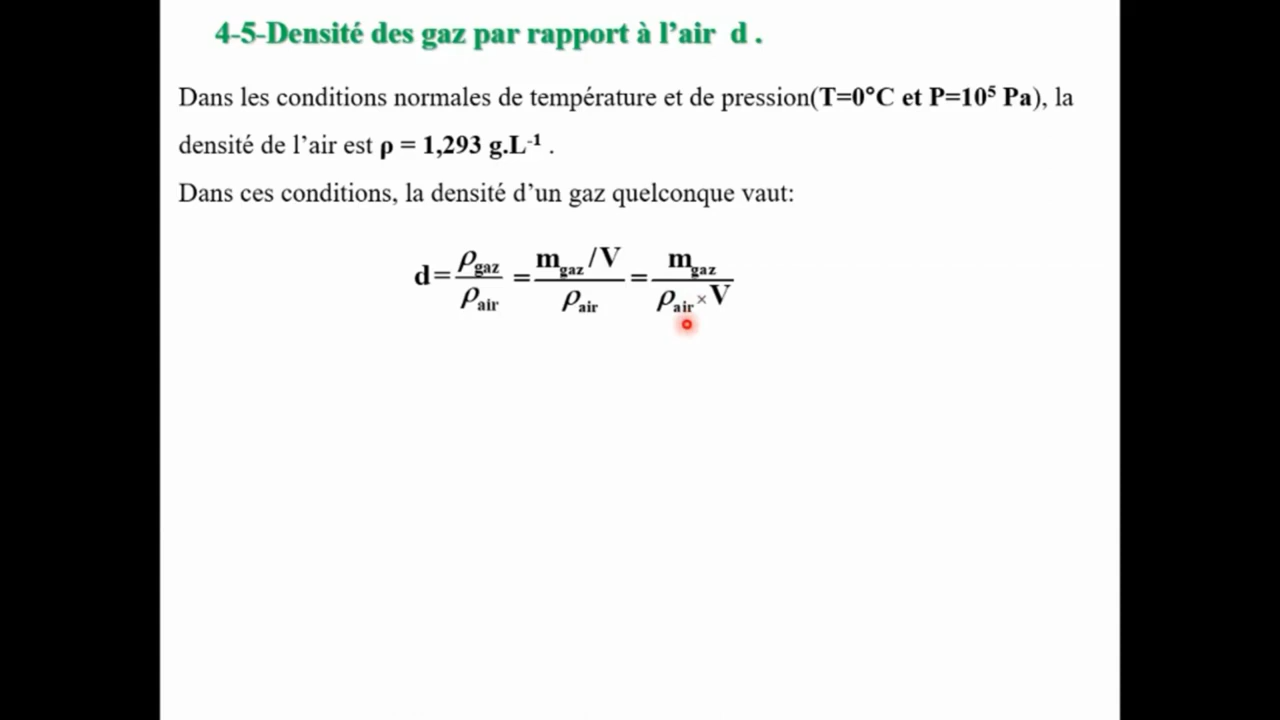 4-5-Densité des gaz par rapport à l’air d .
Dans les conditions normales de température et de pression(T=0°C et P=10⁵ Pa), la
densité de l’air est ρ = 1,293 g.L⁻¹ .
Dans ces conditions, la densité d’un gaz quelconque vaut:
d=ρgaz/ρair = (mgaz/V)/ρair = mgaz/(ρair×V)